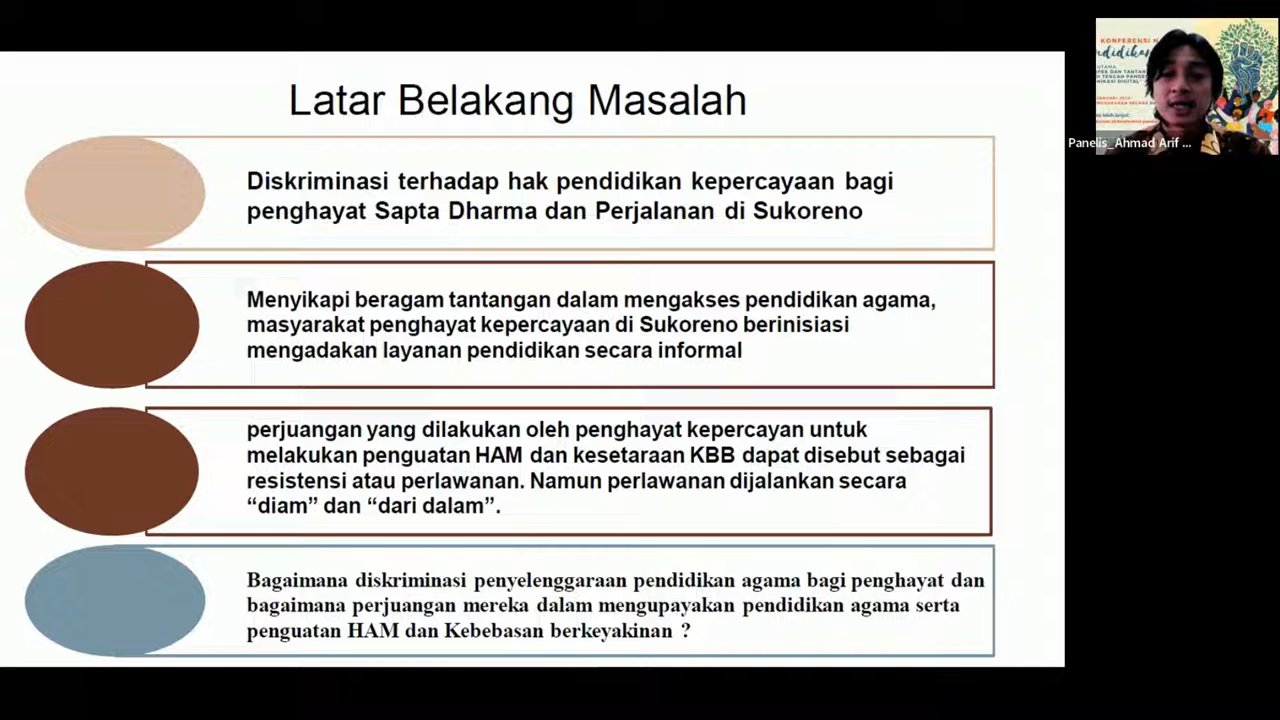 Latar Belakang Masalah
Diskriminasi terhadap hak pendidikan kepercayaan bagi
penghayat Sapta Dharma dan Perjalanan di Sukoreno
Menyikapi beragam tantangan dalam mengakses pendidikan agama,
masyarakat penghayat kepercayaan di Sukoreno berinisiasi
mengadakan layanan pendidikan secara informal
perjuangan yang dilakukan oleh penghayat kepercayan untuk
melakukan penguatan HAM dan kesetaraan KBB dapat disebut sebagai
resistensi atau perlawanan. Namun perlawanan dijalankan secara
“diam” dan “dari dalam”.
Bagaimana diskriminasi penyelenggaraan pendidikan agama bagi penghayat dan
bagaimana perjuangan mereka dalam mengupayakan pendidikan agama serta
penguatan HAM dan Kebebasan berkeyakinan ?
KONFERENSI
Panelis_Ahmad Arif ...